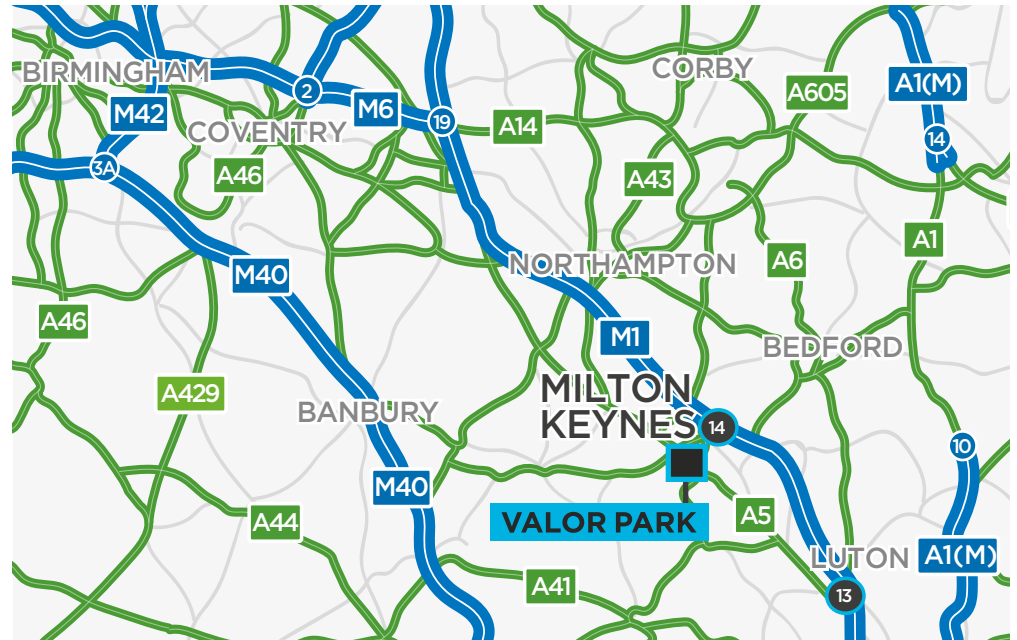 BIRMINGHAM
CORBY
A1(M)
A605
M42
2
M6
COVENTRY
19
A14
14
3A
A46
A43
A1
M40
NORTHAMPTON
A6
A46
M1
BEDFORD
A429
MILTON
KEYNES
BANBURY
14
10
M40
VALOR PARK
A5
A44
LUTON
A1(M)
A41
13